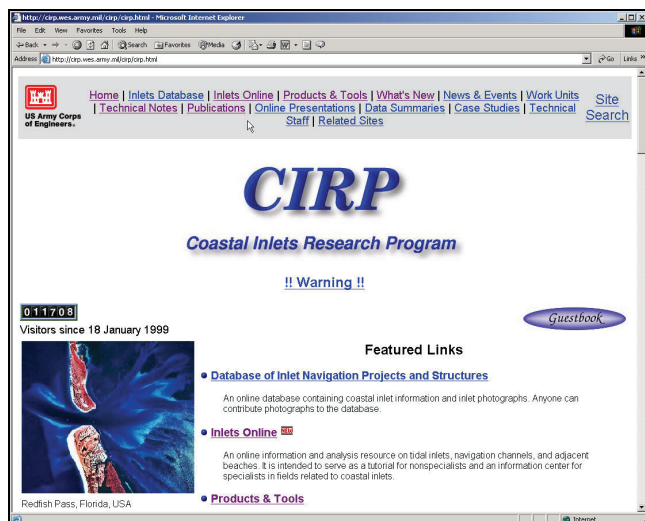 http://cirp.wes.army.mil/cirp/cirp.html - Microsoft Internet Explorer
File Edit View Favorites Tools Help
Back Search Favorites Media
Address http://cirp.wes.army.mil/cirp/cirp.html Go Links »
US Army Corps
of Engineers®
Home | Inlets Database | Inlets Online | Products & Tools | What's New | News & Events | Work Units
| Technical Notes | Publications | Online Presentations | Data Summaries | Case Studies | Technical
Staff | Related Sites
Site
Search
CIRP
Coastal Inlets Research Program
!! Warning !!
011708
Visitors since 18 January 1999
Guestbook
Featured Links
Database of Inlet Navigation Projects and Structures
An online database containing coastal inlet information and inlet photographs. Anyone can
contribute photographs to the database.
Inlets Online
An online information and analysis resource on tidal inlets, navigation channels, and adjacent
beaches. It is intended to serve as a tutorial for nonspecialists and an information center for
specialists in fields related to coastal inlets.
Products & Tools
Redfish Pass, Florida, USA
Internet